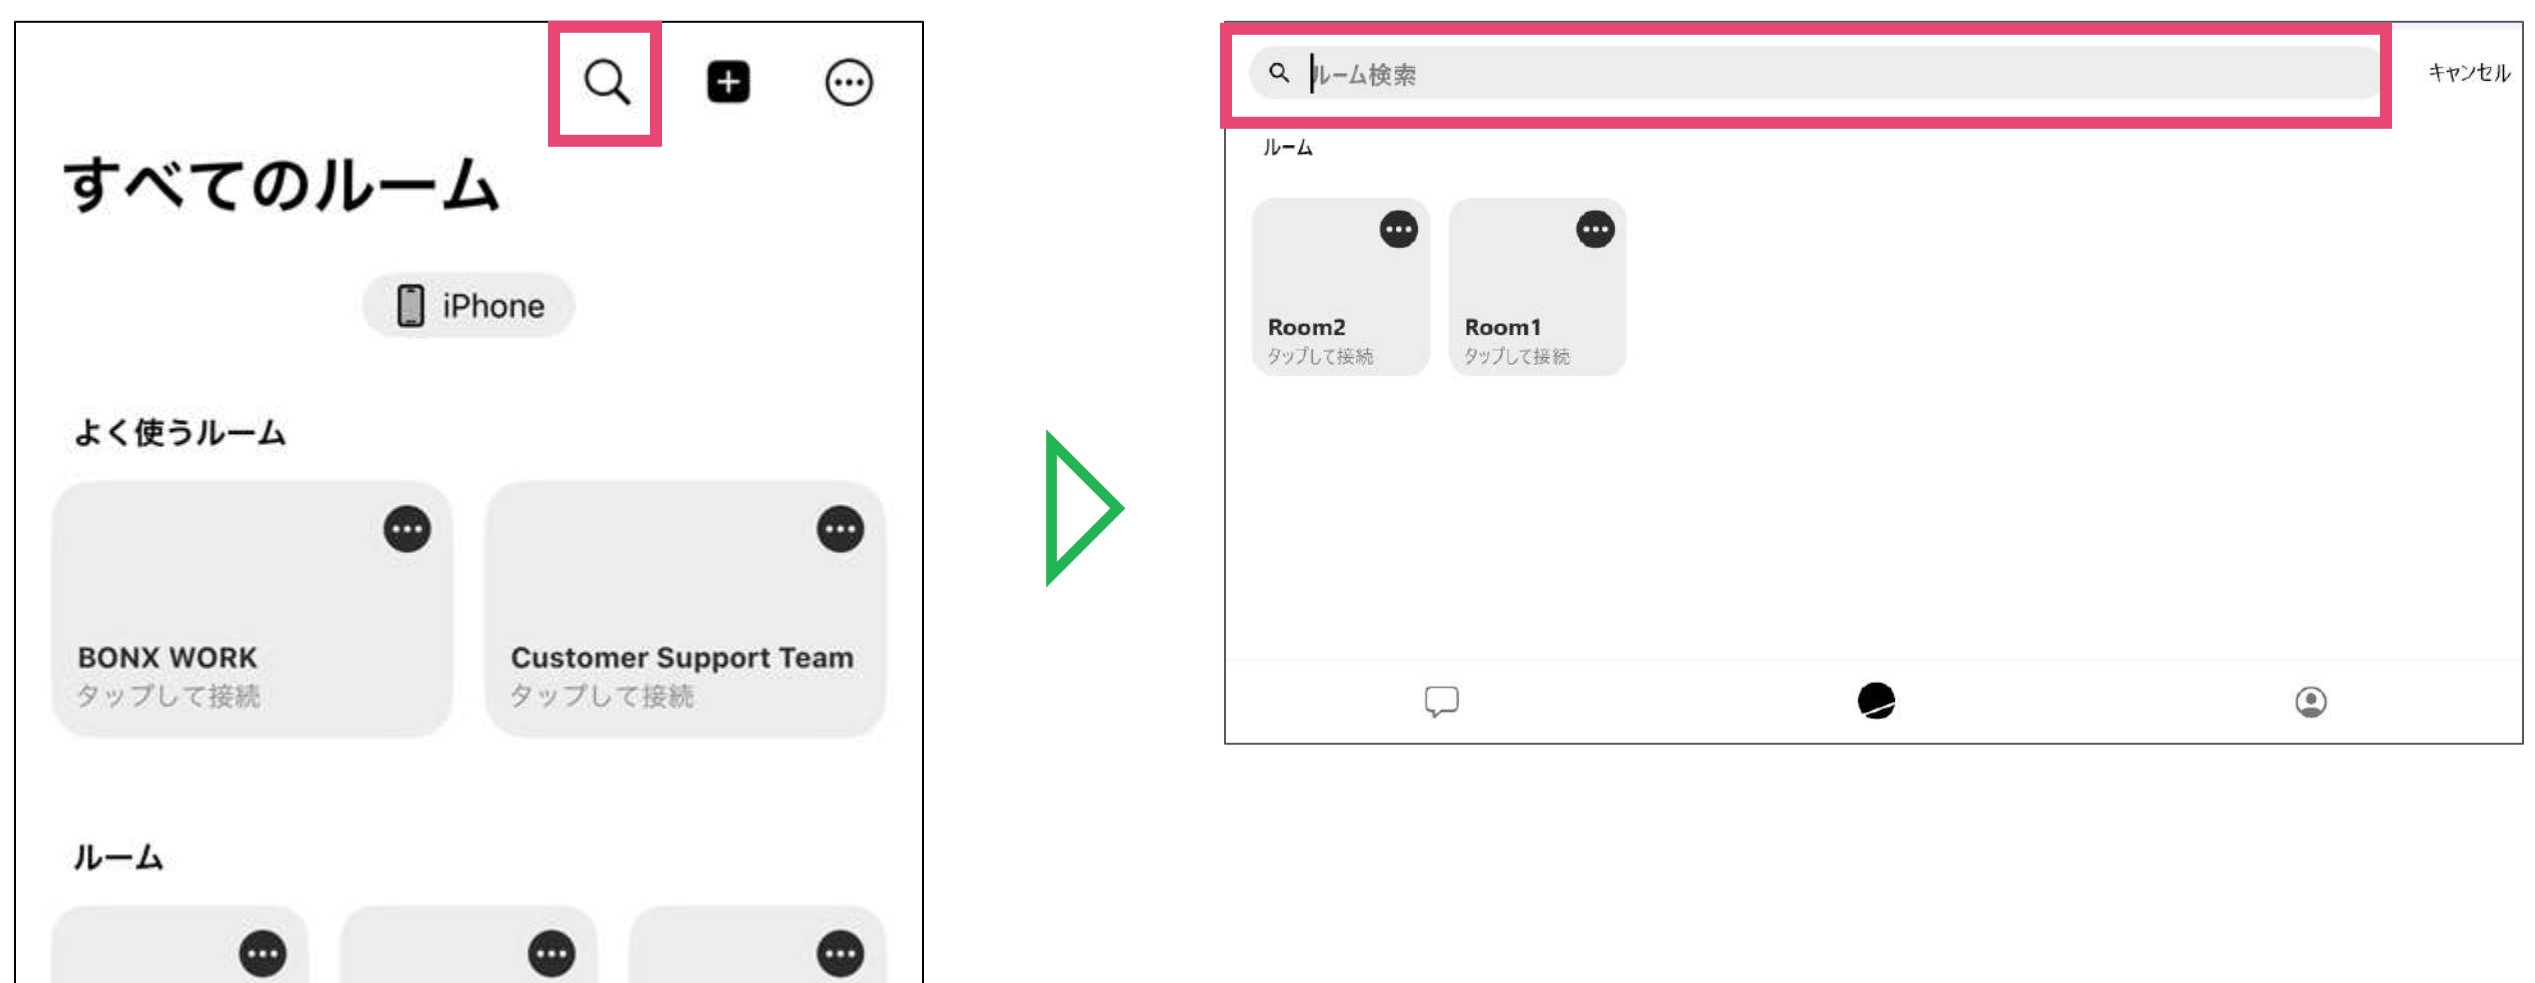 すべてのルーム
iPhone
よく使うルーム
BONX WORK
タップして接続
Customer Support Team
タップして接続
ルーム
ルーム検索
キャンセル
ルーム
Room2
タップして接続
Room1
タップして接続